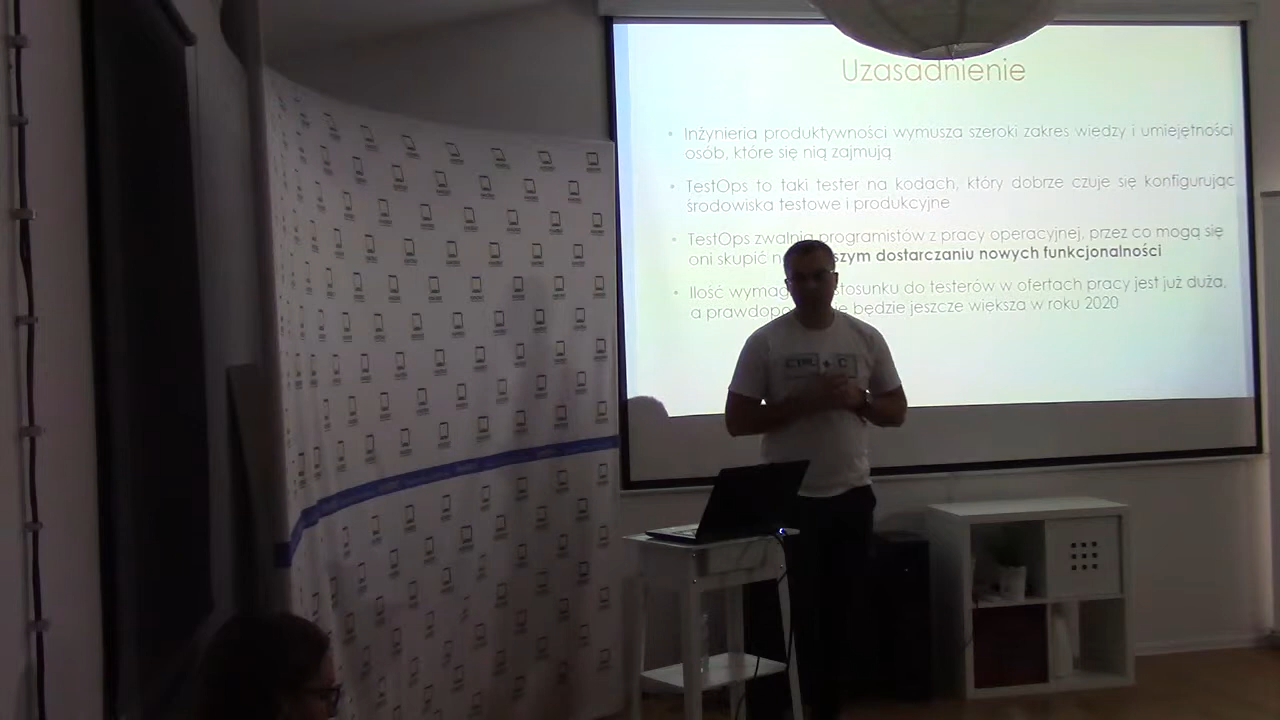 Uzasadnienie
• Inżynieria produktywności wymusza szeroki zakres wiedzy i umiejętności
osób, które się nią zajmują
• TestOps to taki tester na kodach, który dobrze czuje się konfigurując
środowiska testowe i produkcyjne
• TestOps zwalnia programistów z pracy operacyjnej, przez co mogą się
oni skupić szym dostarczaniu nowych funkcjonalności
• Ilość wymag tosunku do testerów w ofertach pracy jest już duża,
a prawdopo ie będzie jeszcze większa w roku 2020
CTRL + C